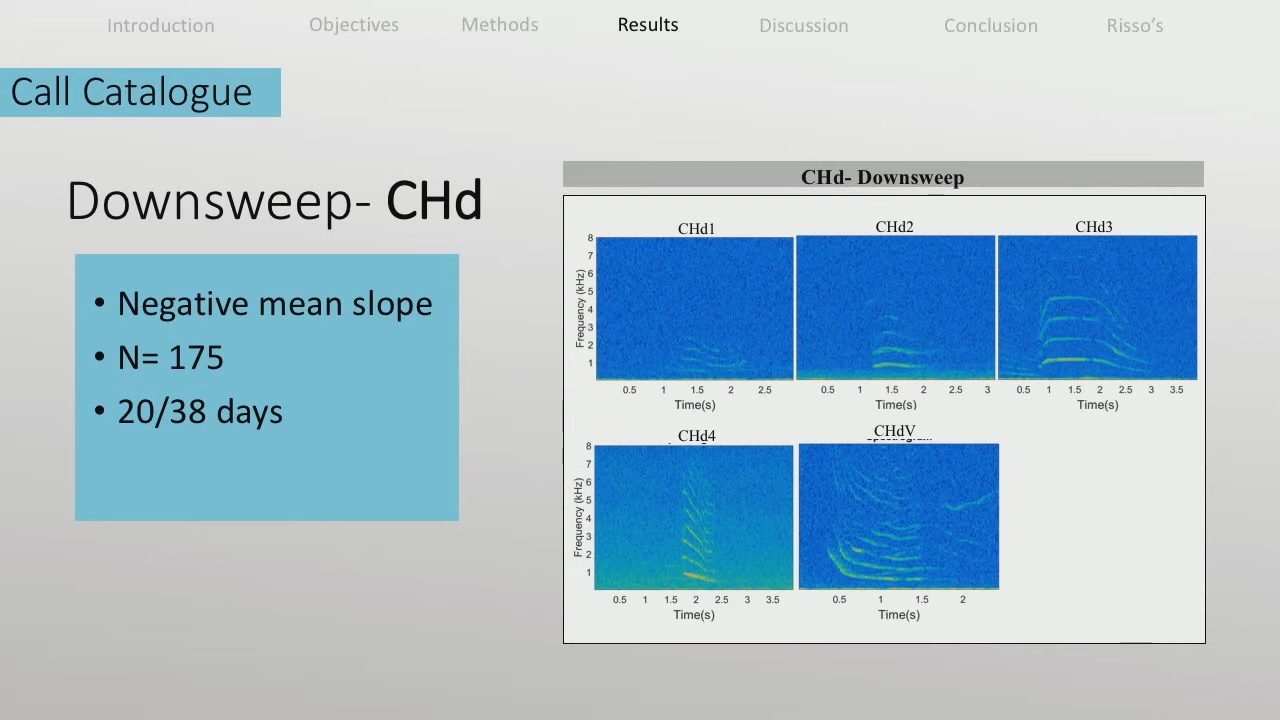 Introduction Objectives Methods Results Discussion Conclusion Risso's
Call Catalogue
Downsweep- CHd
• Negative mean slope
• N= 175
• 20/38 days
CHd- Downsweep
CHd1 CHd2 CHd3
8
7
6
5
4
3
2
1
Frequency (kHz)
0.5 1 1.5 2 2.5
Time(s)
0.5 1 1.5 2 2.5 3
Time(s)
0.5 1 1.5 2 2.5 3 3.5
Time(s)
CHd4 CHdV
8
7
6
5
4
3
2
1
Frequency (kHz)
0.5 1 1.5 2 2.5 3 3.5
Time(s)
0.5 1 1.5 2
Time(s)